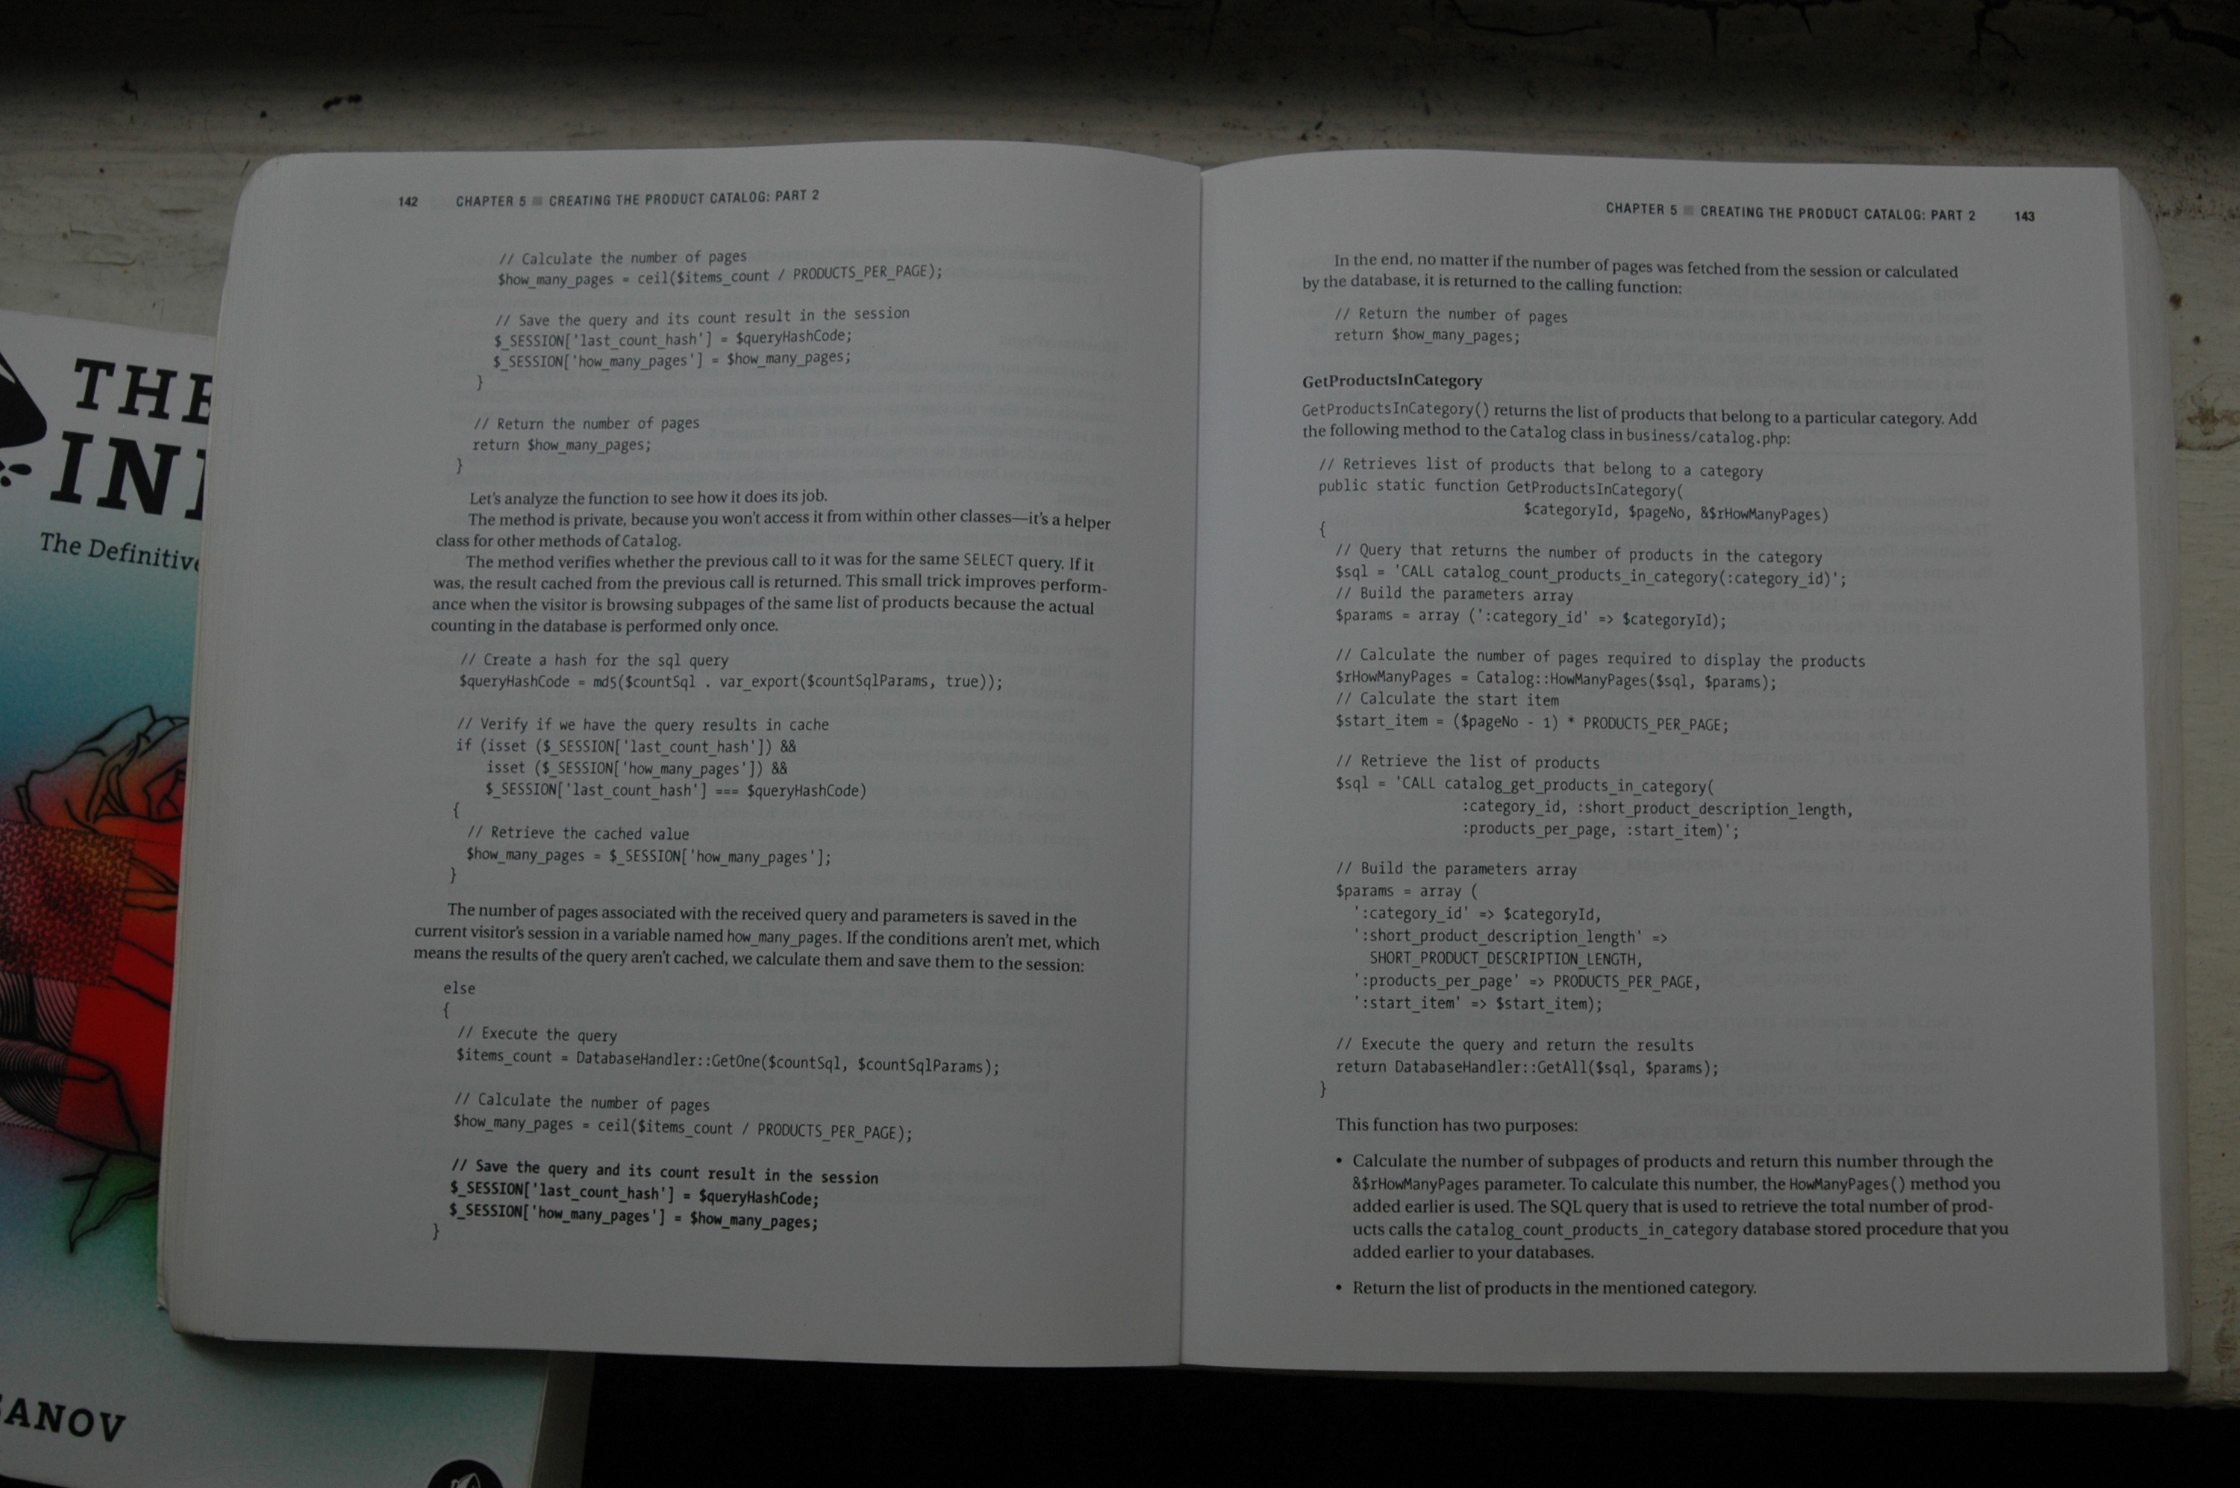 THE
IN
The Definitive
SANOV
142 CHAPTER 5 ■ CREATING THE PRODUCT CATALOG: PART 2
// Calculate the number of pages
$how_many_pages = ceil($items_count / PRODUCTS_PER_PAGE);
// Save the query and its count result in the session
$_SESSION['last_count_hash'] = $queryHashCode;
$_SESSION['how_many_pages'] = $how_many_pages;
}
// Return the number of pages
return $how_many_pages;
}
Let's analyze the function to see how it does its job.
The method is private, because you won't access it from within other classes—it's a helper
class for other methods of Catalog.
The method verifies whether the previous call to it was for the same SELECT query. If it
was, the result cached from the previous call is returned. This small trick improves perform-
ance when the visitor is browsing subpages of the same list of products because the actual
counting in the database is performed only once.
// Create a hash for the sql query
$queryHashCode = md5($countSql . var_export($countSqlParams, true));
// Verify if we have the query results in cache
if (isset ($_SESSION['last_count_hash']) &&
isset ($_SESSION['how_many_pages']) &&
$_SESSION['last_count_hash'] === $queryHashCode)
{
// Retrieve the cached value
$how_many_pages = $_SESSION['how_many_pages'];
}
The number of pages associated with the received query and parameters is saved in the
current visitor's session in a variable named how_many_pages. If the conditions aren't met, which
means the results of the query aren't cached, we calculate them and save them to the session:
else
{
// Execute the query
$items_count = DatabaseHandler::GetOne($countSql, $countSqlParams);
// Calculate the number of pages
$how_many_pages = ceil($items_count / PRODUCTS_PER_PAGE);
// Save the query and its count result in the session
$_SESSION['last_count_hash'] = $queryHashCode;
$_SESSION['how_many_pages'] = $how_many_pages;
}
CHAPTER 5 ■ CREATING THE PRODUCT CATALOG: PART 2 143
In the end, no matter if the number of pages was fetched from the session or calculated
by the database, it is returned to the calling function:
// Return the number of pages
return $how_many_pages;
GetProductsInCategory
GetProductsInCategory() returns the list of products that belong to a particular category. Add
the following method to the Catalog class in business/catalog.php:
// Retrieves list of products that belong to a category
public static function GetProductsInCategory(
$categoryId, $pageNo, &$rHowManyPages)
{
// Query that returns the number of products in the category
$sql = 'CALL catalog_count_products_in_category(:category_id)';
// Build the parameters array
$params = array (':category_id' => $categoryId);
// Calculate the number of pages required to display the products
$rHowManyPages = Catalog::HowManyPages($sql, $params);
// Calculate the start item
$start_item = ($pageNo - 1) * PRODUCTS_PER_PAGE;
// Retrieve the list of products
$sql = 'CALL catalog_get_products_in_category(
:category_id, :short_product_description_length,
:products_per_page, :start_item)';
// Build the parameters array
$params = array (
':category_id' => $categoryId,
':short_product_description_length' =>
SHORT_PRODUCT_DESCRIPTION_LENGTH,
':products_per_page' => PRODUCTS_PER_PAGE,
':start_item' => $start_item);
// Execute the query and return the results
return DatabaseHandler::GetAll($sql, $params);
}
This function has two purposes:
• Calculate the number of subpages of products and return this number through the
&$rHowManyPages parameter. To calculate this number, the HowManyPages() method you
added earlier is used. The SQL query that is used to retrieve the total number of prod-
ucts calls the catalog_count_products_in_category database stored procedure that you
added earlier to your databases.
• Return the list of products in the mentioned category.